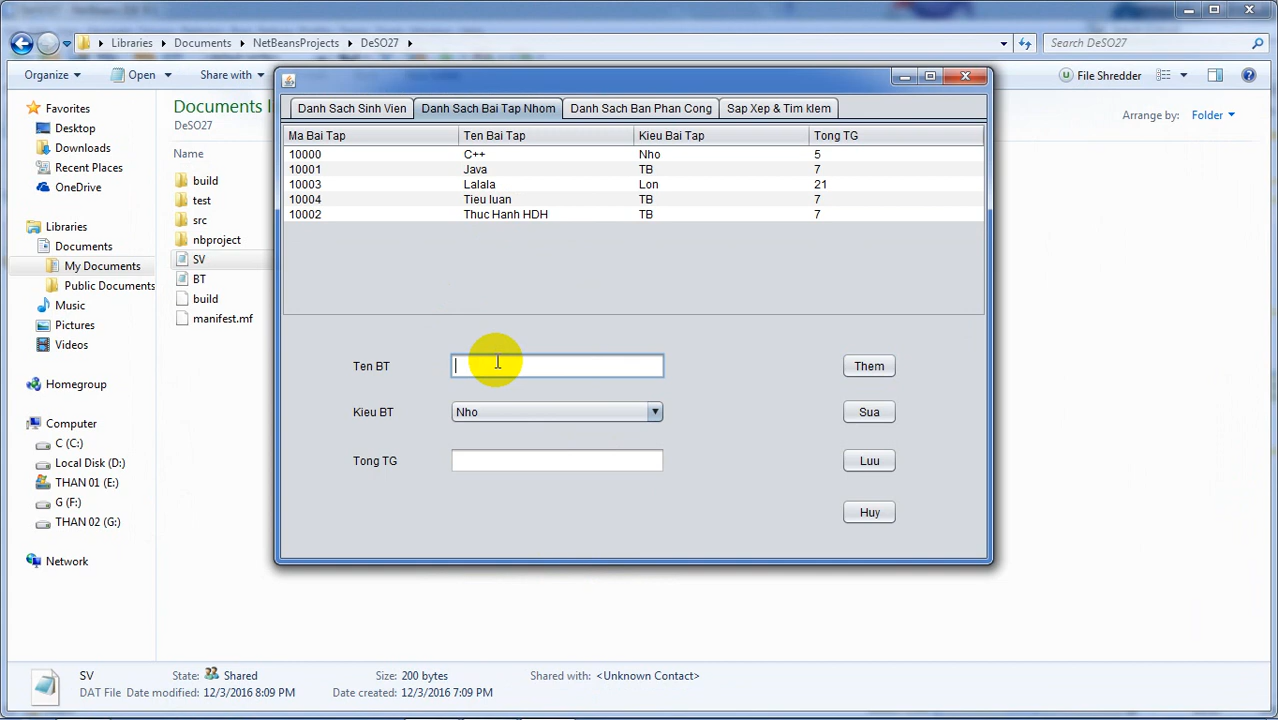 Libraries
Documents
NetBeansProjects
DeSO27
Search DeSO27
Organize
Open
Share with
File Shredder
Favorites
Desktop
Downloads
Recent Places
OneDrive
Libraries
Documents
My Documents
Public Documents
Music
Pictures
Videos
Homegroup
Computer
C (C:)
Local Disk (D:)
THAN 01 (E:)
G (F:)
THAN 02 (G:)
Network
DeSO27
Arrange by: Folder
Name
build
test
src
nbproject
SV
BT
build
manifest.mf
Danh Sach Sinh Vien Danh Sach Bai Tap Nhom Danh Sach Ban Phan Cong Sap Xep & Tim kIem
Ma Bai Tap Ten Bai Tap Kieu Bai Tap Tong TG
10000 C++ Nho 5
10001 Java TB 7
10003 Lalala Lon 21
10004 Tieu luan TB 7
10002 Thuc Hanh HDH TB 7
Ten BT Them
Kieu BT Nho Sua
Tong TG Luu
Huy
SV State: Shared Size: 200 bytes Shared with: <Unknown Contact>
DAT File Date modified: 12/3/2016 8:09 PM Date created: 12/3/2016 7:09 PM